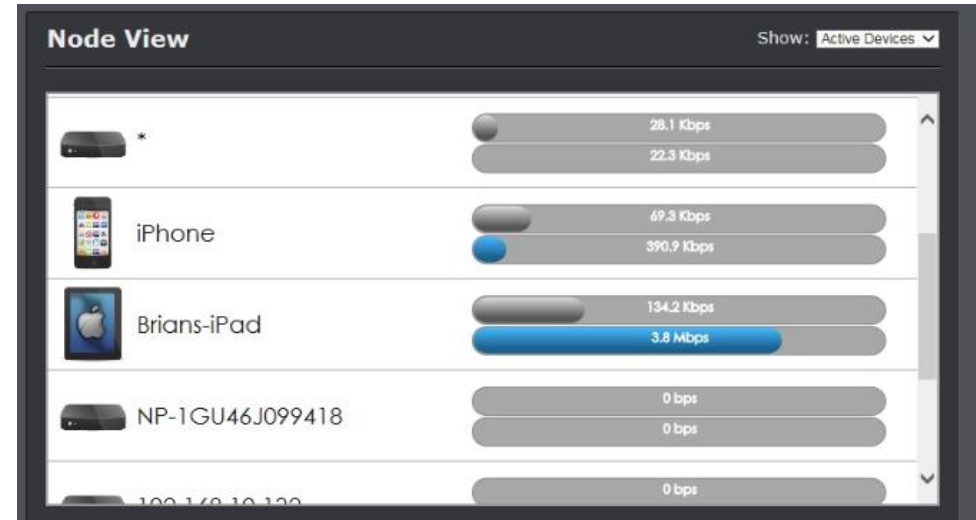 Node View
Show: Active Devices
*
28.1 Kbps
22.3 Kbps
iPhone
69.3 Kbps
390.9 Kbps
Brians-iPad
134.2 Kbps
3.8 Mbps
NP-1GU46J099418
0 bps
0 bps
0 bps